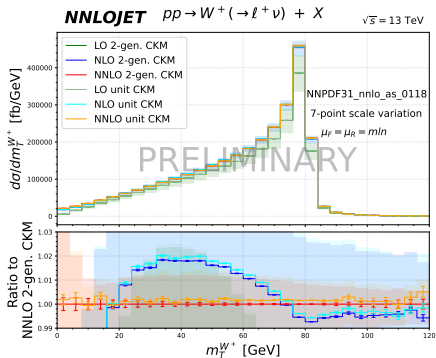 NNLOJET pp → W⁺(→ ℓ⁺ν) + X
√s = 13 TeV
dσ/dm_T^{W⁺} [fb/GeV]
400000
300000
200000
100000
0
LO 2-gen. CKM
NLO 2-gen. CKM
NNLO 2-gen. CKM
LO unit CKM
NLO unit CKM
NNLO unit CKM
NNPDF31_nnlo_as_0118
7-point scale variation
μ_F = μ_R = mln
PRELIMINARY
Ratio to
NNLO 2-gen. CKM
1.03
1.02
1.01
1.00
0.99
0 20 40 60 80 100 120
m_T^{W⁺} [GeV]